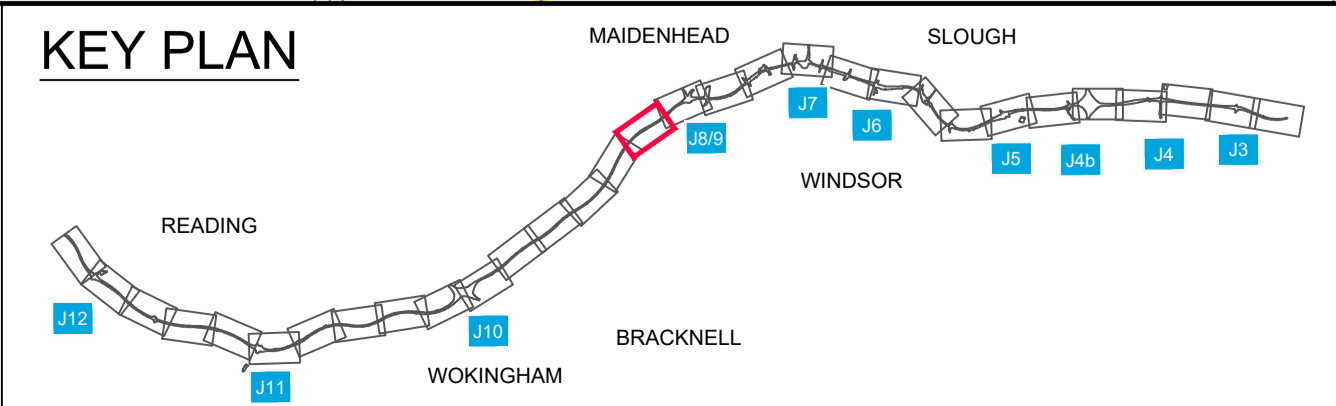 KEY PLAN
MAIDENHEAD
SLOUGH
J7
J6
J8/9
J5
J4b
J4
J3
WINDSOR
READING
J12
J10
BRACKNELL
WOKINGHAM
J11